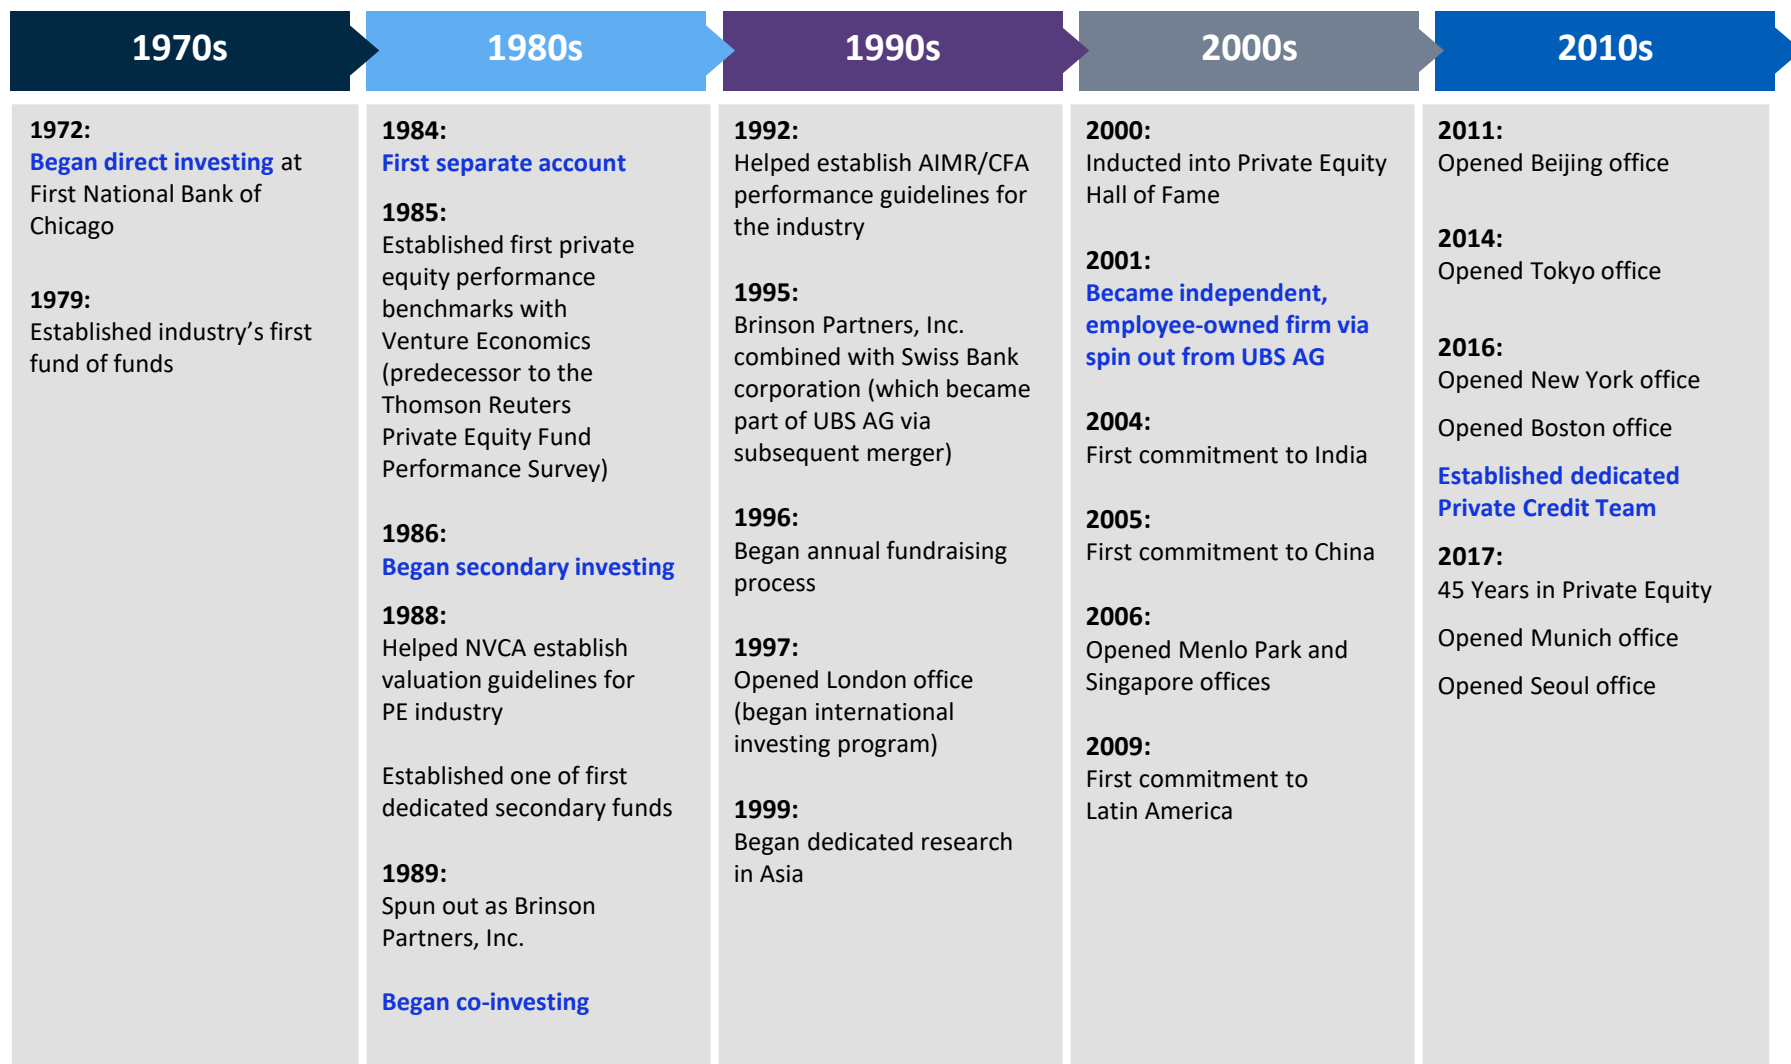 1970s
1980s
1990s
2000s
2010s
1972:
Began direct investing at
First National Bank of
Chicago
1979:
Established industry’s first
fund of funds
1984:
First separate account
1985:
Established first private
equity performance
benchmarks with
Venture Economics
(predecessor to the
Thomson Reuters
Private Equity Fund
Performance Survey)
1986:
Began secondary investing
1988:
Helped NVCA establish
valuation guidelines for
PE industry
Established one of first
dedicated secondary funds
1989:
Spun out as Brinson
Partners, Inc.
Began co-investing
1992:
Helped establish AIMR/CFA
performance guidelines for
the industry
1995:
Brinson Partners, Inc.
combined with Swiss Bank
corporation (which became
part of UBS AG via
subsequent merger)
1996:
Began annual fundraising
process
1997:
Opened London office
(began international
investing program)
1999:
Began dedicated research
in Asia
2000:
Inducted into Private Equity
Hall of Fame
2001:
Became independent,
employee-owned firm via
spin out from UBS AG
2004:
First commitment to India
2005:
First commitment to China
2006:
Opened Menlo Park and
Singapore offices
2009:
First commitment to
Latin America
2011:
Opened Beijing office
2014:
Opened Tokyo office
2016:
Opened New York office
Opened Boston office
Established dedicated
Private Credit Team
2017:
45 Years in Private Equity
Opened Munich office
Opened Seoul office